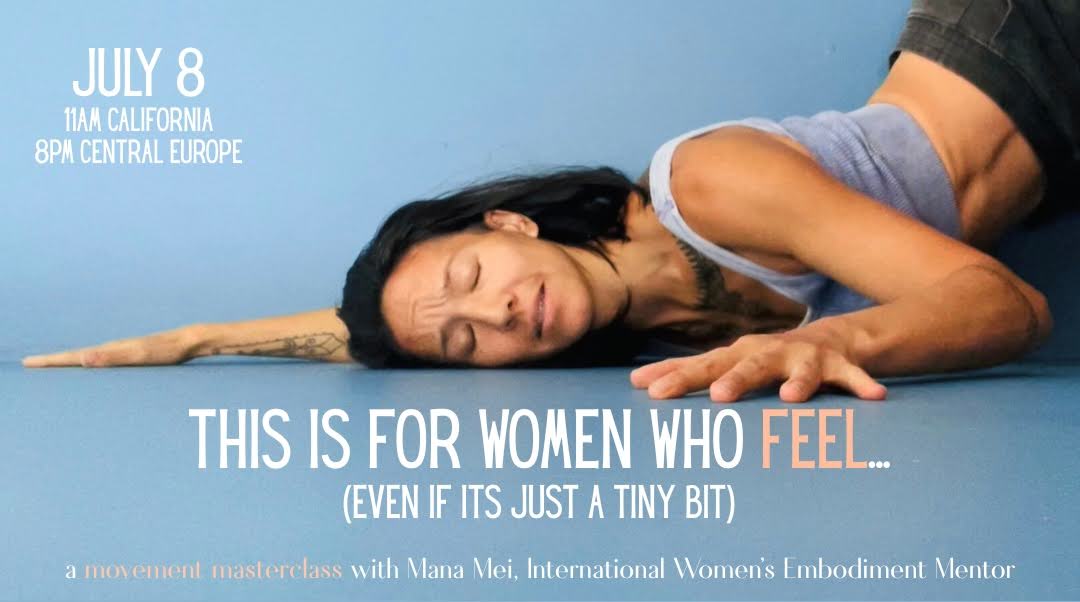 JULY 8
11AM CALIFORNIA
8PM CENTRAL EUROPE
THIS IS FOR WOMEN WHO FEEL...
(EVEN IF ITS JUST A TINY BIT)
a movement masterclass with Mana Mei, International Women's Embodiment Mentor